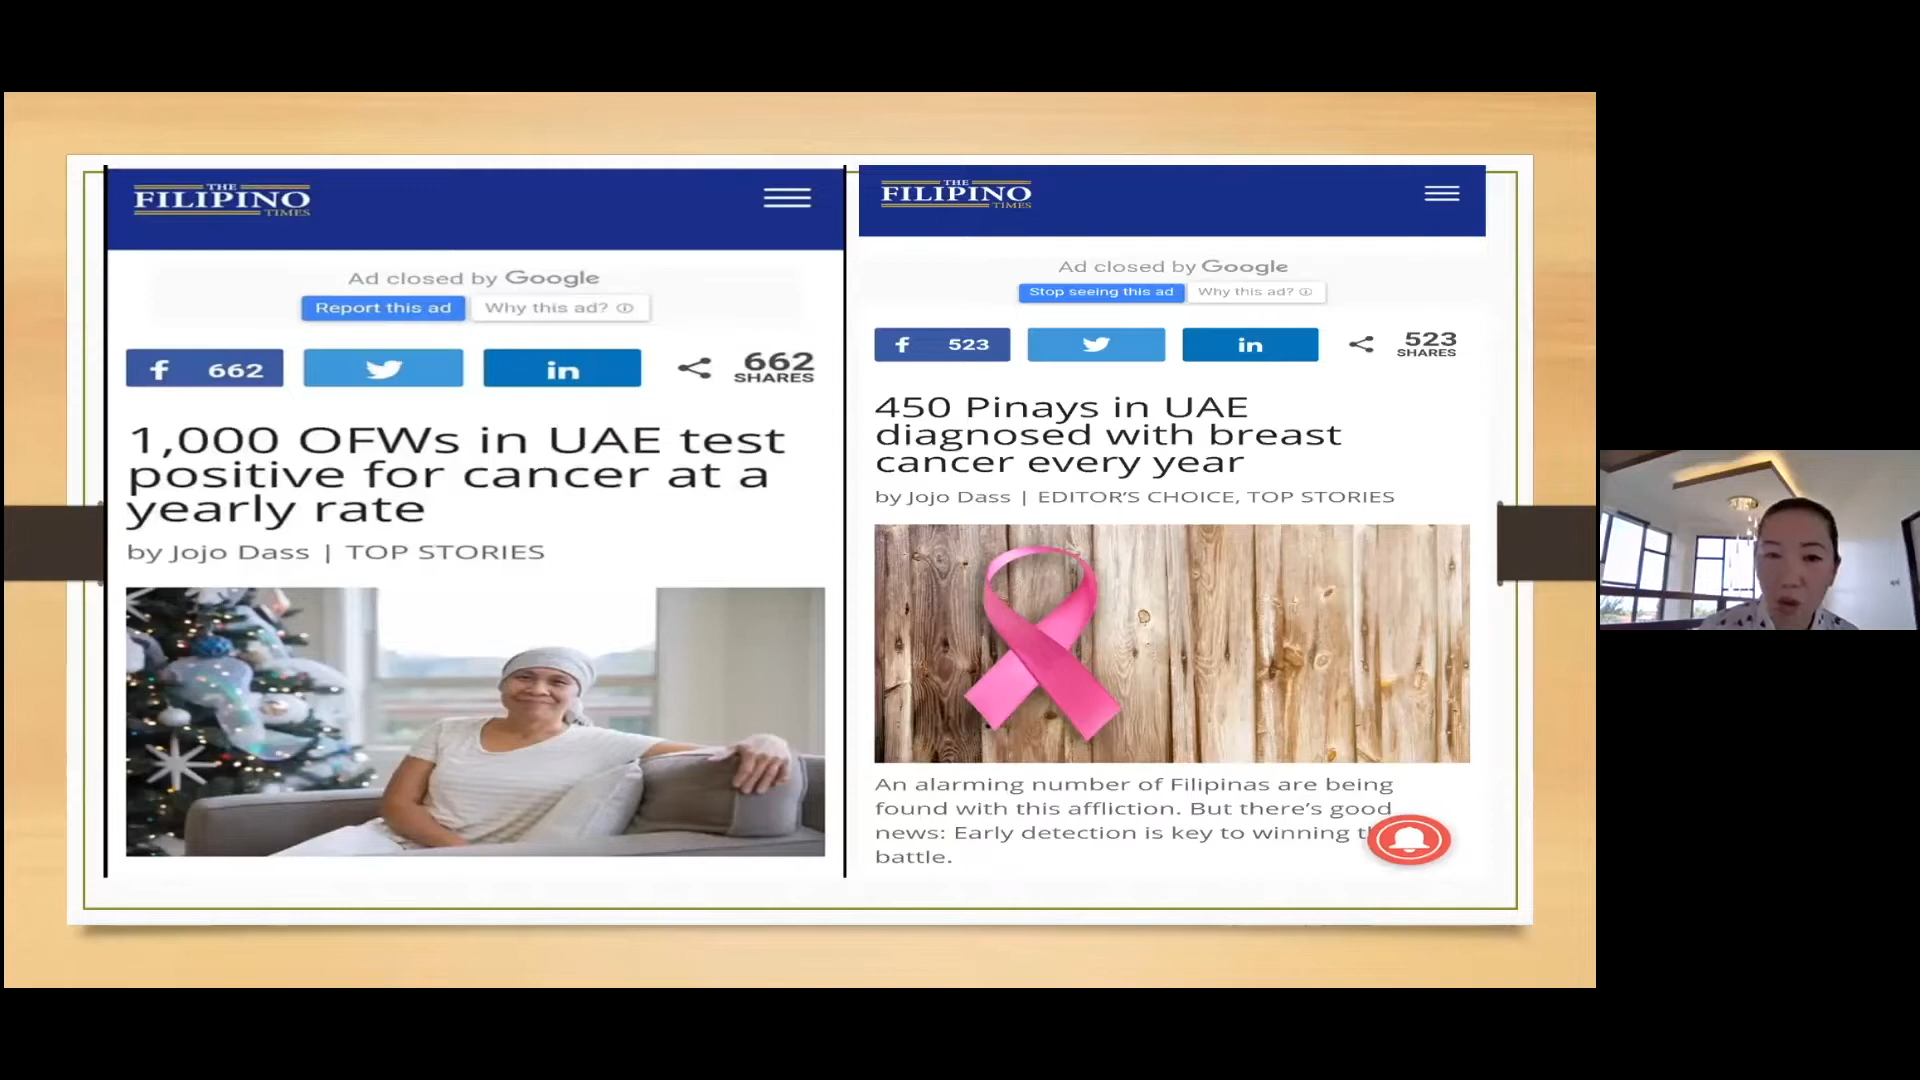 THE
FILIPINO
TIMES
Ad closed by Google
Report this ad
Why this ad?
f 662
in
662
SHARES
1,000 OFWs in UAE test
positive for cancer at a
yearly rate
by Jojo Dass | TOP STORIES
THE
FILIPINO
TIMES
Ad closed by Google
Stop seeing this ad
Why this ad?
f 523
in
523
SHARES
450 Pinays in UAE
diagnosed with breast
cancer every year
by Jojo Dass | EDITOR'S CHOICE, TOP STORIES
An alarming number of Filipinas are being
found with this affliction. But there's good
news: Early detection is key to winning
battle.